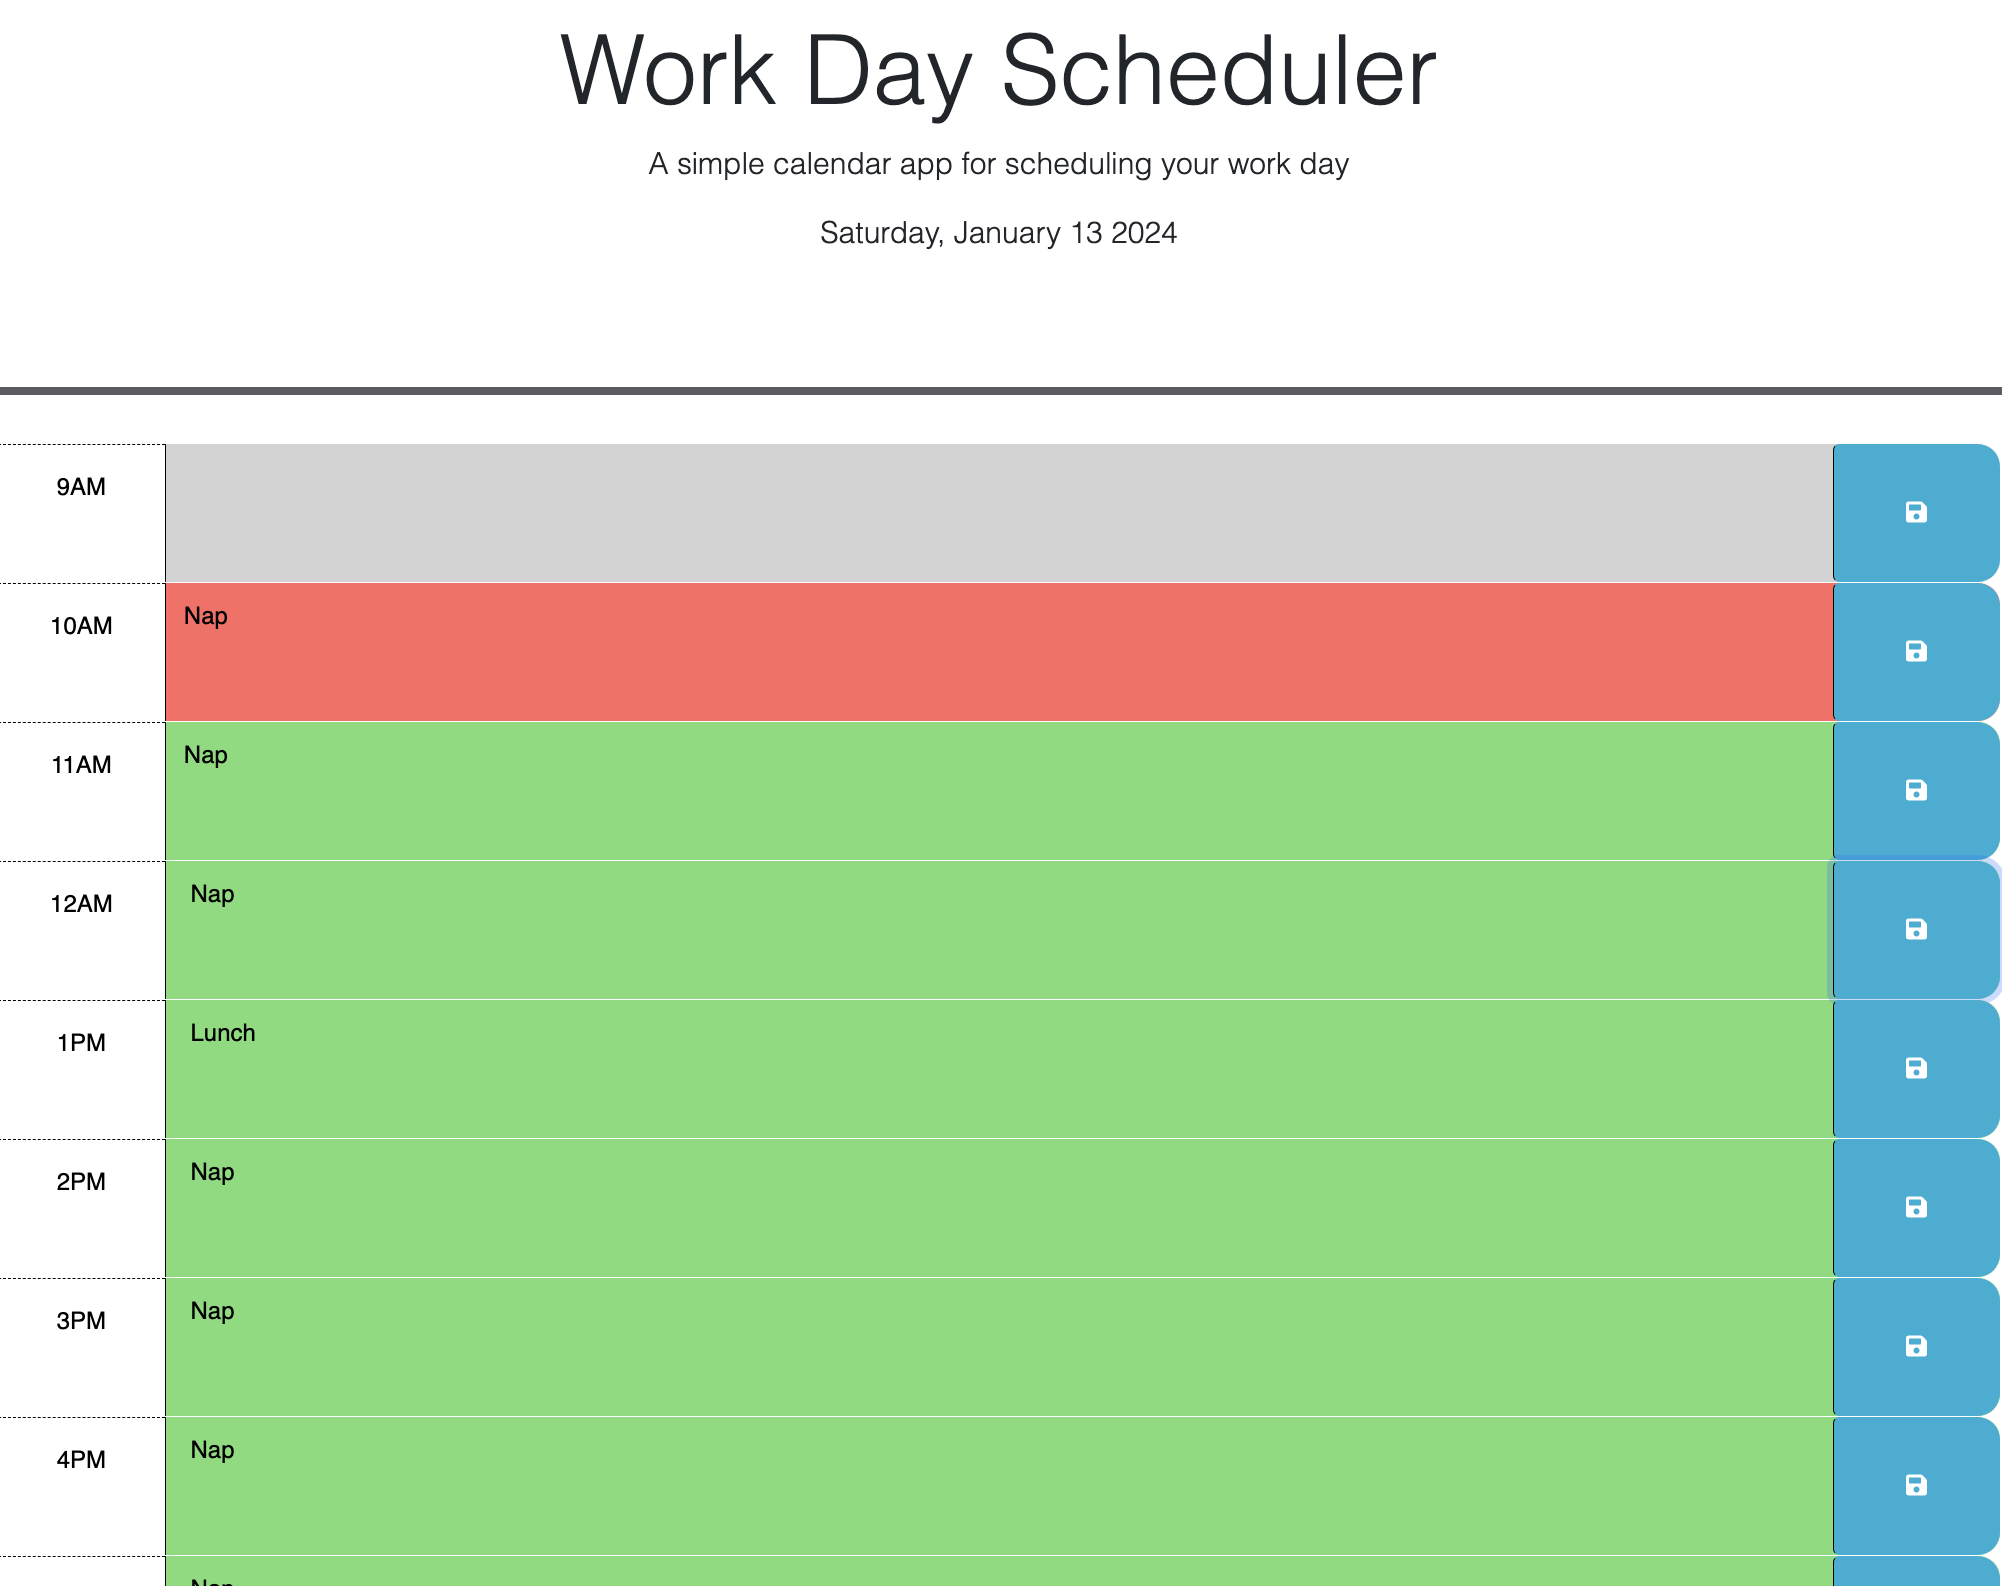 Work Day Scheduler
A simple calendar app for scheduling your work day
Saturday, January 13 2024
9AM
10AM
Nap
11AM
Nap
12AM
Nap
1PM
Lunch
2PM
Nap
3PM
Nap
4PM
Nap
Nap